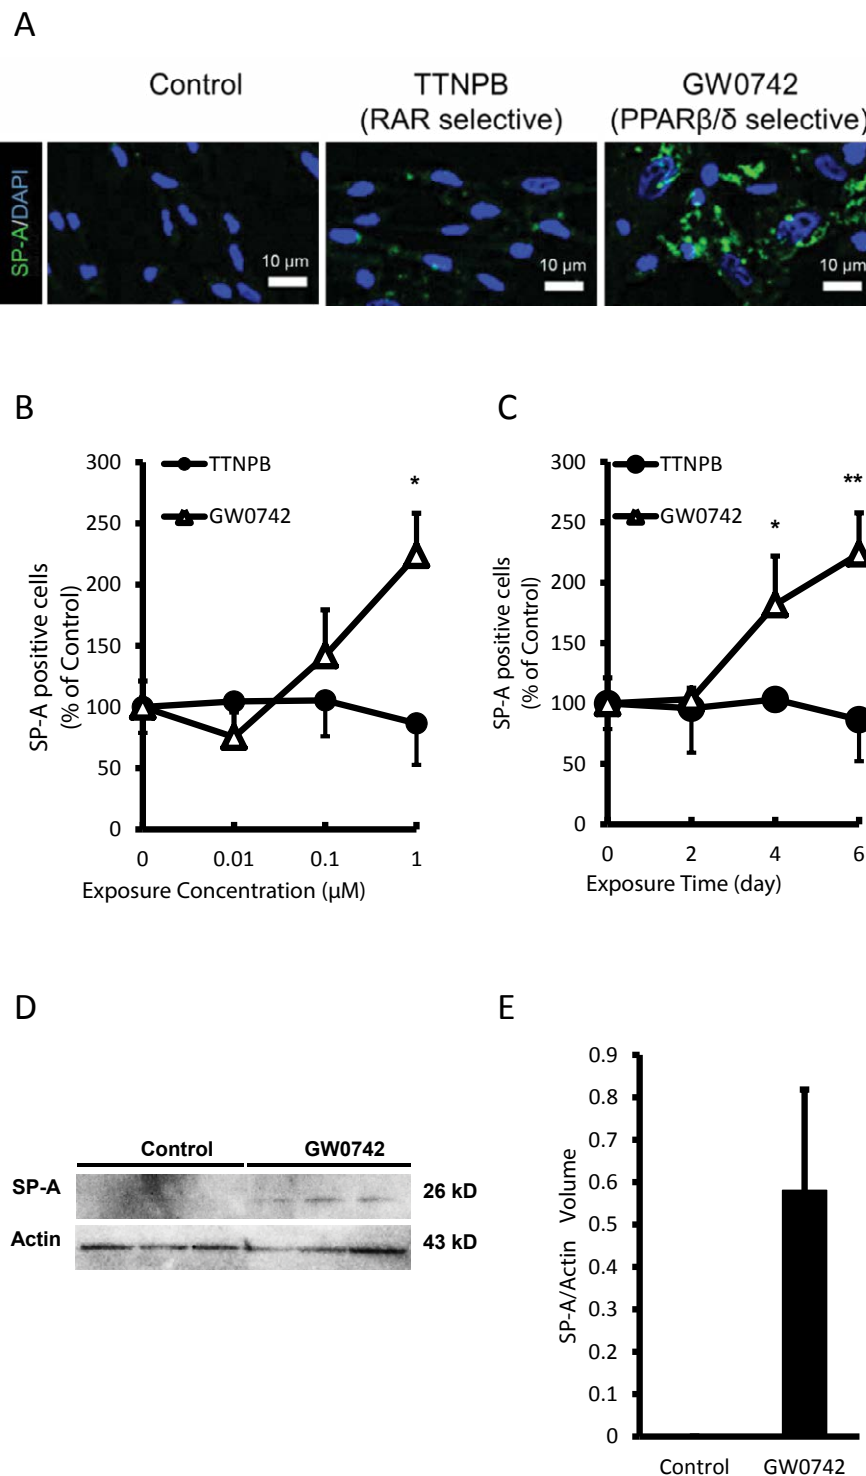 A
Control
TTNPB
(RAR selective)
GW0742
(PPARβ/δ selective)
SP-A/DAPI
10 µm
10 µm
10 µm
B
SP-A positive cells
(% of Control)
300
250
200
150
100
50
0
TTNPB
GW0742
*
0 0.01 0.1 1
Exposure Concentration (µM)
C
SP-A positive cells
(% of Control)
300
250
200
150
100
50
0
TTNPB
GW0742
*
**
0 2 4 6
Exposure Time (day)
D
Control GW0742
SP-A 26 kD
Actin 43 kD
E
SP-A/Actin Volume
0.9
0.8
0.7
0.6
0.5
0.4
0.3
0.2
0.1
0
Control GW0742